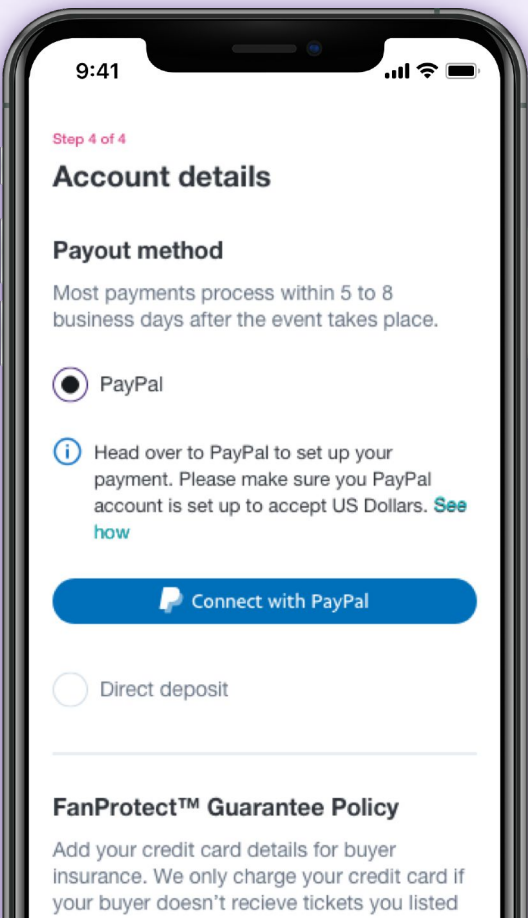 9:41
Step 4 of 4
Account details
Payout method
Most payments process within 5 to 8
business days after the event takes place.
PayPal
Head over to PayPal to set up your
payment. Please make sure you PayPal
account is set up to accept US Dollars. See
how
Connect with PayPal
Direct deposit
FanProtect™ Guarantee Policy
Add your credit card details for buyer
insurance. We only charge your credit card if
your buyer doesn't recieve tickets you listed